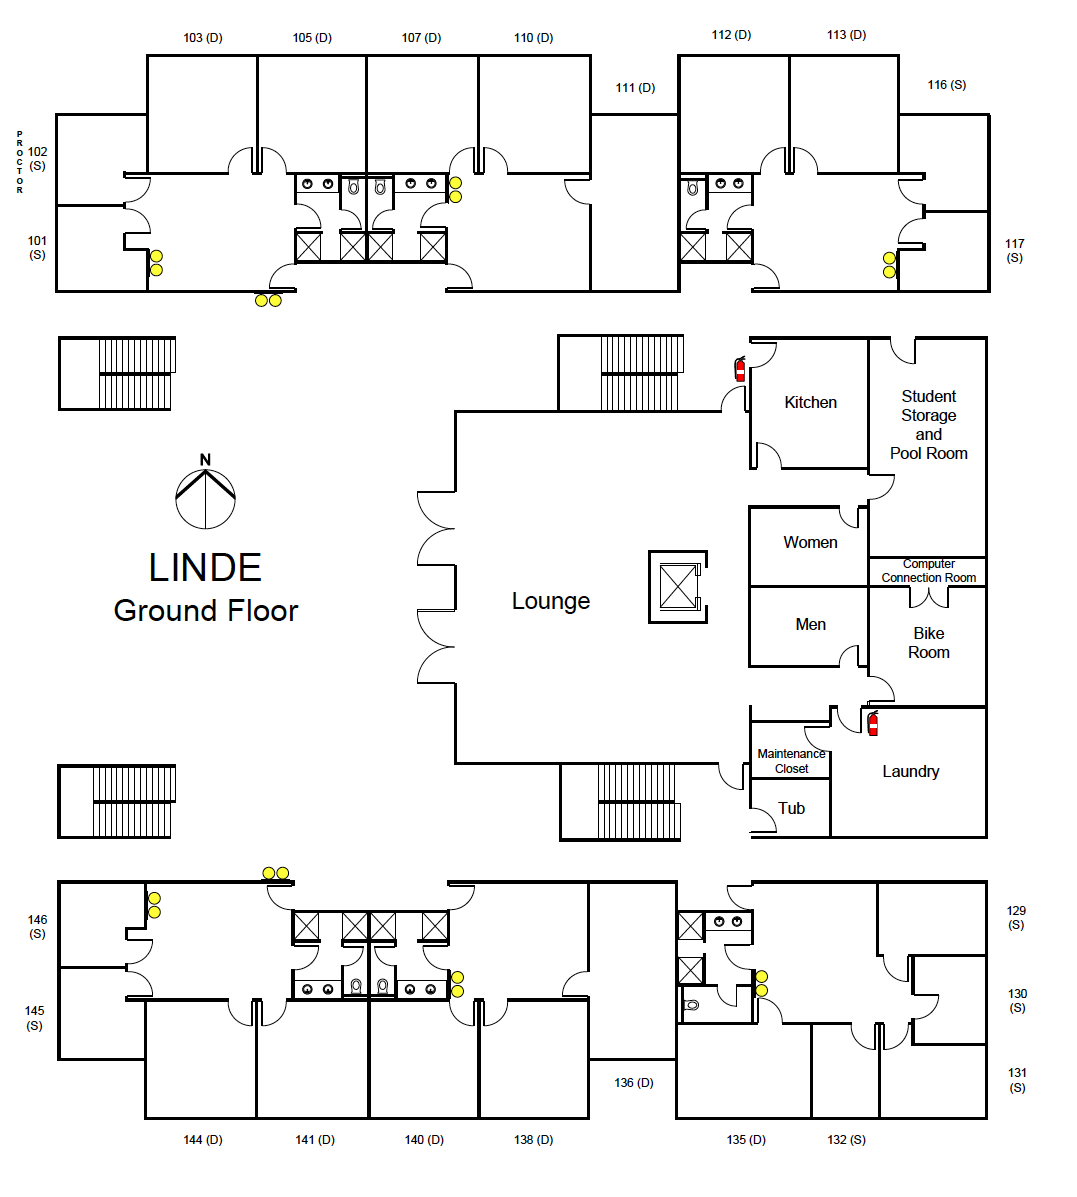 103 (D)
105 (D)
107 (D)
110 (D)
112 (D)
113 (D)
111 (D)
116 (S)
PROCTOR
102
(S)
101
(S)
117
(S)
Kitchen
Student
Storage
and
Pool Room
N
LINDE
Ground Floor
Women
Computer
Connection Room
Lounge
Men
Bike
Room
Maintenance
Closet
Laundry
Tub
146
(S)
129
(S)
145
(S)
130
(S)
131
(S)
136 (D)
144 (D)
141 (D)
140 (D)
138 (D)
135 (D)
132 (S)